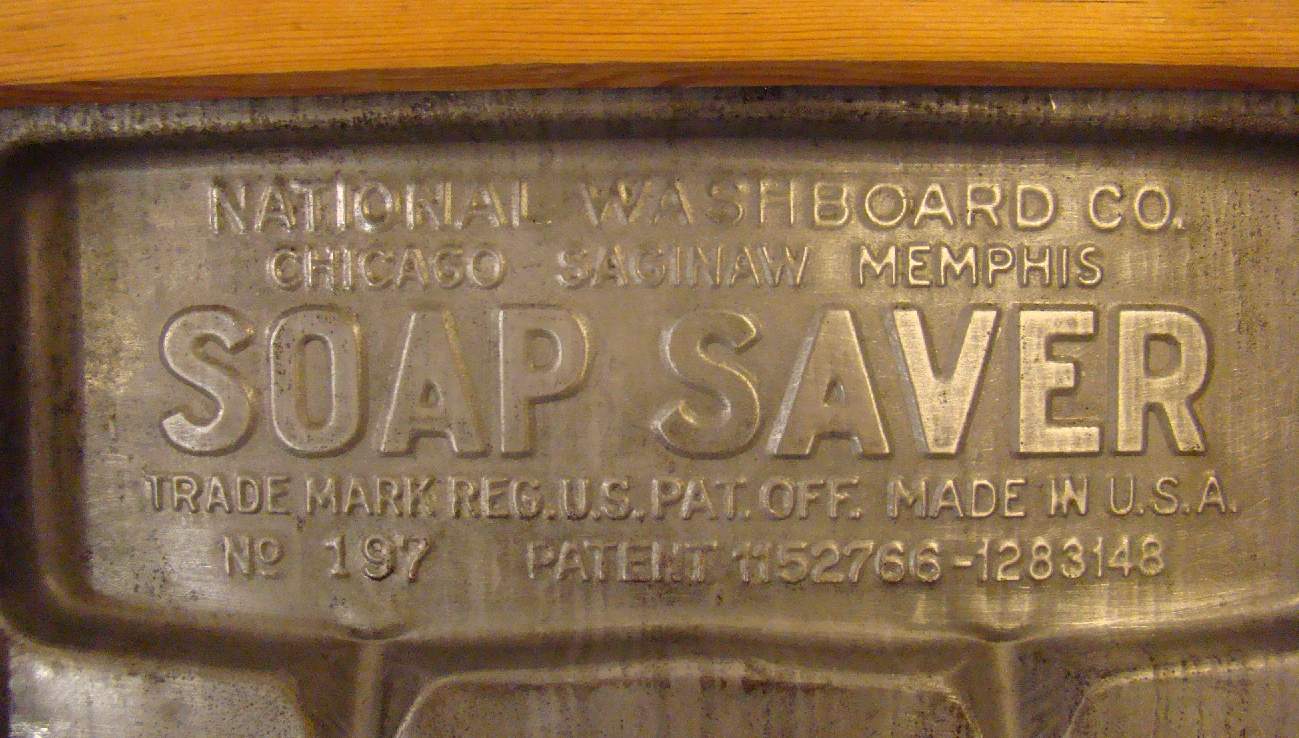 NATIONAL WASHBOARD CO.
CHICAGO SAGINAW MEMPHIS
SOAP SAVER
TRADE MARK REG. U.S. PAT. OFF. MADE IN U.S.A.
No 197 PATENT 1152766-1283148